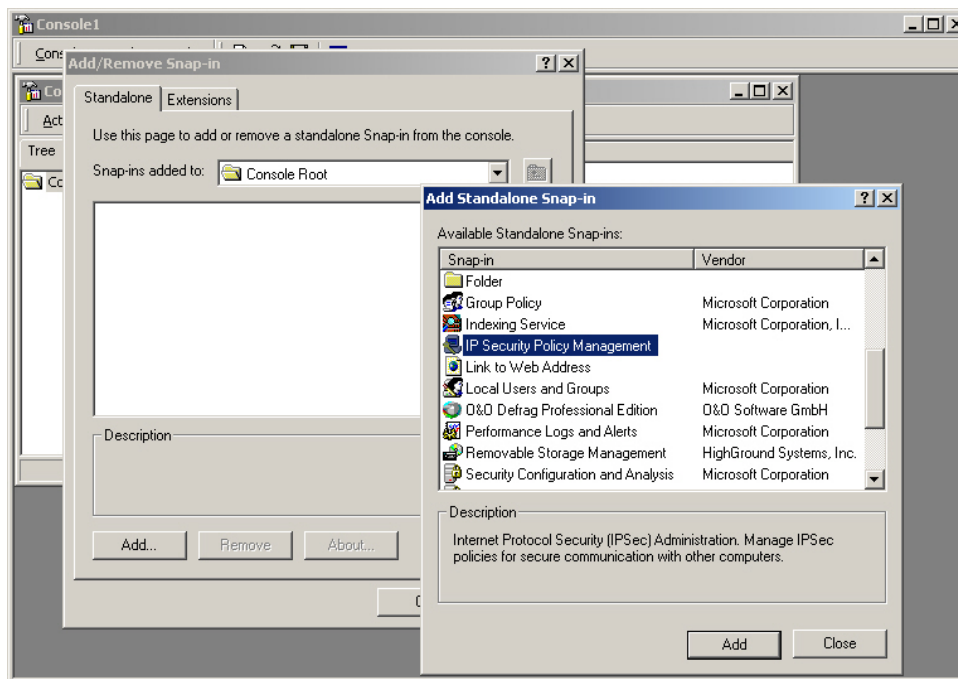 Console1
Add/Remove Snap-in
Standalone
Extensions
Use this page to add or remove a standalone Snap-in from the console.
Tree
Snap-ins added to:
Console Root
Add Standalone Snap-in
Available Standalone Snap-ins:
Snap-in Vendor
Folder
Group Policy Microsoft Corporation
Indexing Service Microsoft Corporation, I...
IP Security Policy Management
Link to Web Address
Local Users and Groups Microsoft Corporation
O&O Defrag Professional Edition O&O Software GmbH
Performance Logs and Alerts Microsoft Corporation
Removable Storage Management HighGround Systems, Inc.
Security Configuration and Analysis Microsoft Corporation
Description
Description
Internet Protocol Security (IPSec) Administration. Manage IPSec
policies for secure communication with other computers.
Add...
Remove
About...
Add
Close